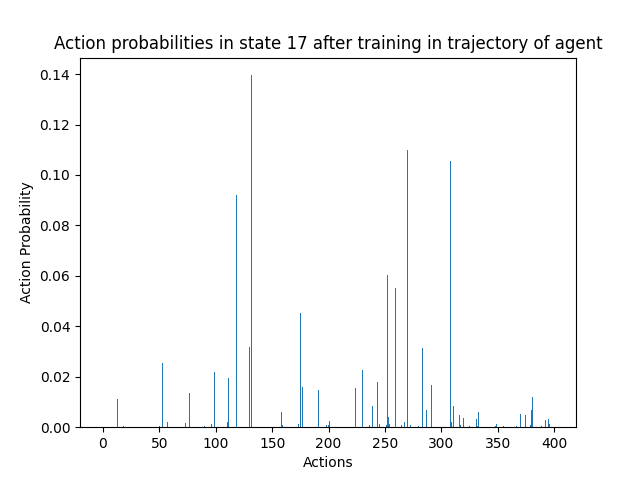 Action probabilities in state 17 after training in trajectory of agent
0.14
0.12
0.10
0.08
0.06
0.04
0.02
0.00
Action Probability
0 50 100 150 200 250 300 350 400
Actions